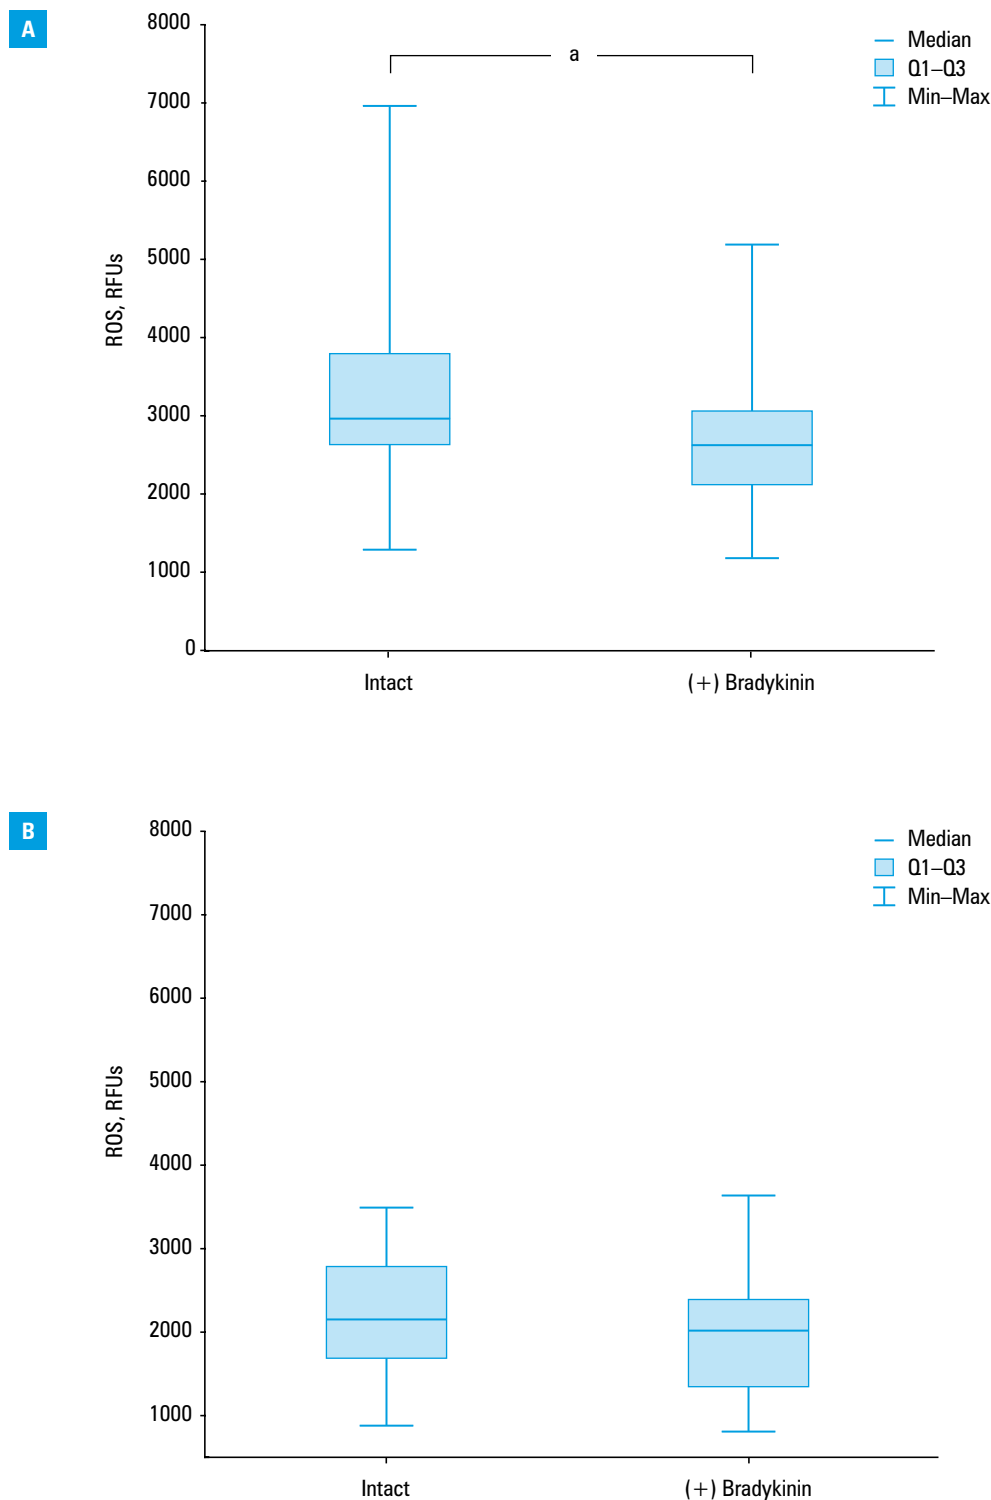 A
8000
7000
6000
5000
4000
3000
2000
1000
0
ROS, RFUs
a
Median
Q1–Q3
Min–Max
Intact
(+) Bradykinin
B
8000
7000
6000
5000
4000
3000
2000
1000
ROS, RFUs
Median
Q1–Q3
Min–Max
Intact
(+) Bradykinin